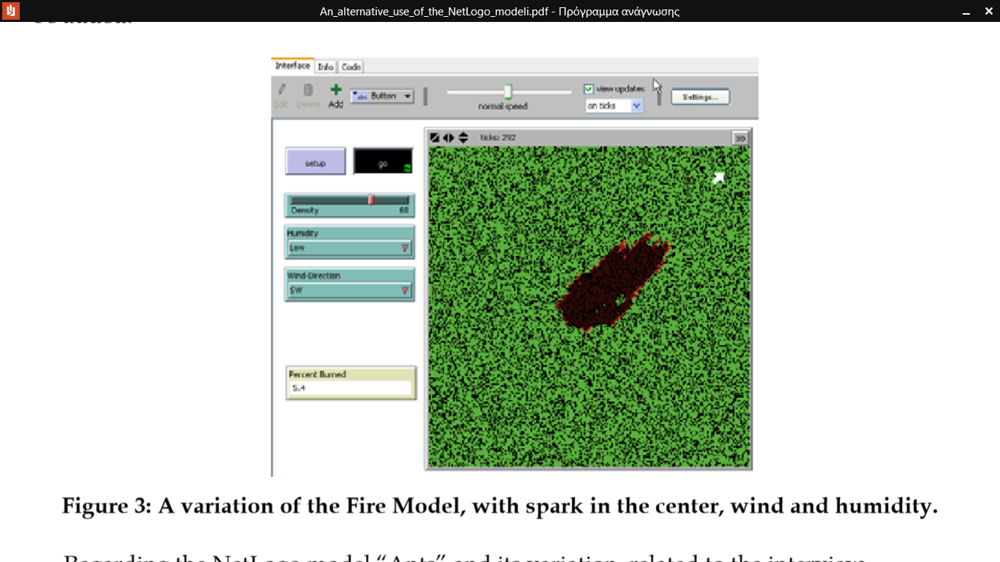 An_alternative_use_of_the_NetLogo_modeli.pdf - Πρόγραμμα ανάγνωσης
Interface Info Code
Edit Delete Add abc Button normal speed view updates on ticks Settings...
ticks: 292 3D
setup go
Density 68
Humidity
Low
Wind-Direction
SW
Percent Burned
5.4
Figure 3: A variation of the Fire Model, with spark in the center, wind and humidity.
Regarding the NetLogo model “Ants” and its variation, related to the interview